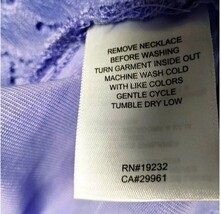 REMOVE NECKLACE
BEFORE WASHING
TURN GARMENT INSIDE OUT
MACHINE WASH COLD
WITH LIKE COLORS
GENTLE CYCLE
TUMBLE DRY LOW
RN#19232
CA#29961